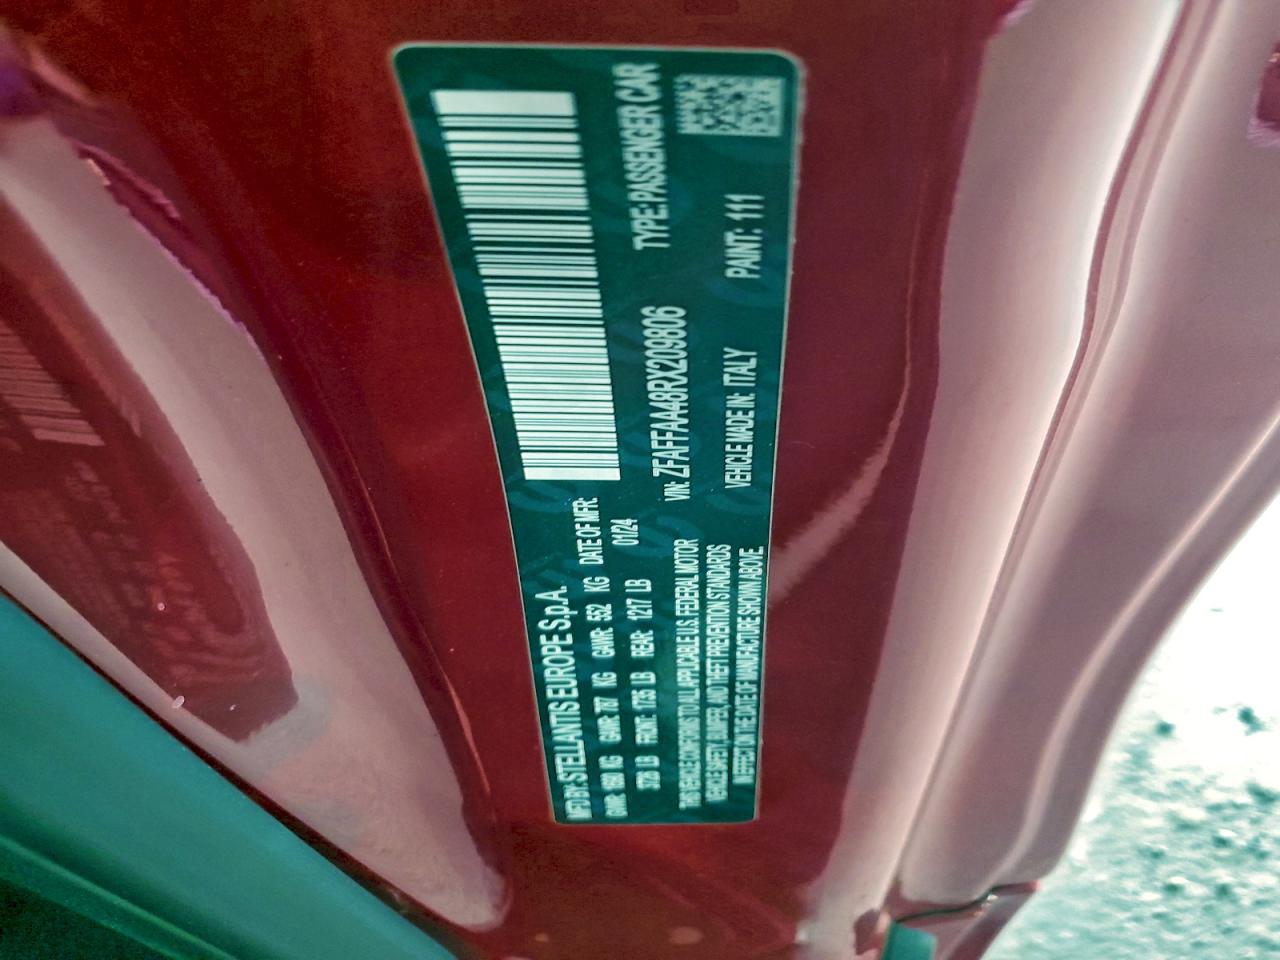 MFD BY: STELLANTIS EUROPE S.p.A.
DATE OF MFR:
GVWR: 1690 KG GAWR: 787 KG GAWR: 552 KG
3726 LB FRONT: 1735 LB REAR: 1217 LB 01/24
TYPE: PASSENGER CAR
VIN: ZFAFFAA48RX209806
THIS VEHICLE CONFORMS TO ALL APPLICABLE U.S. FEDERAL MOTOR
VEHICLE SAFETY, BUMPER, AND THEFT PREVENTION STANDARDS
IN EFFECT ON THE DATE OF MANUFACTURE SHOWN ABOVE.
VEHICLE MADE IN: ITALY PAINT: 111